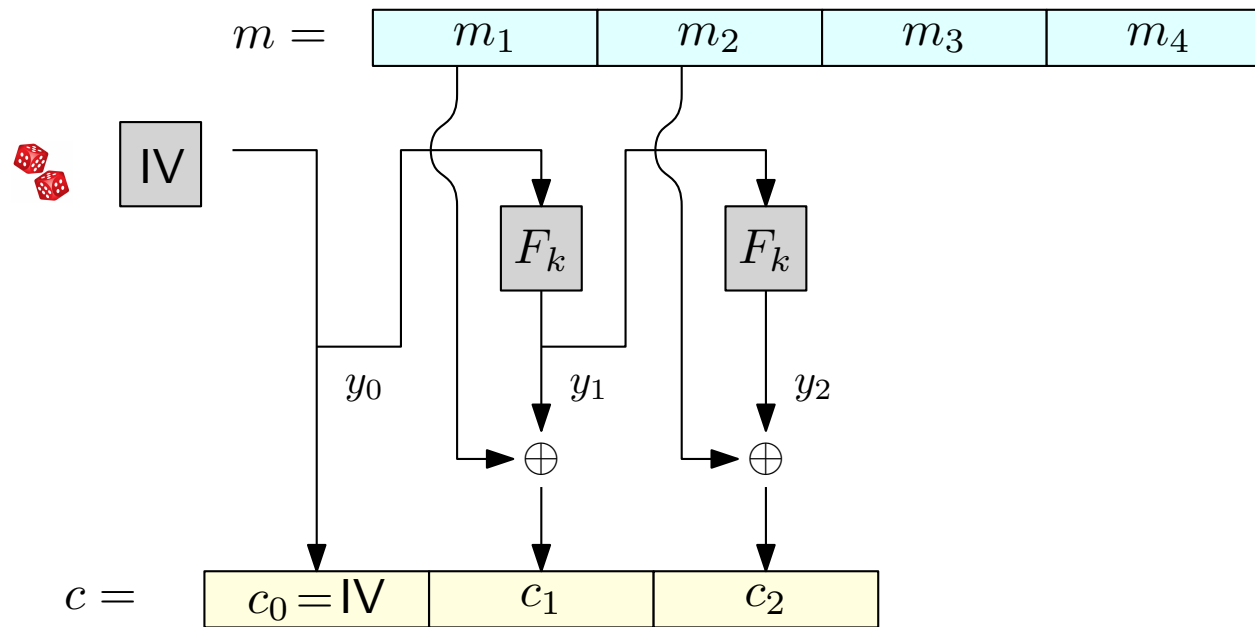 m = m₁ m₂ m₃ m₄
IV
Fₖ Fₖ
y₀ y₁ y₂
c = c₀ = IV c₁ c₂